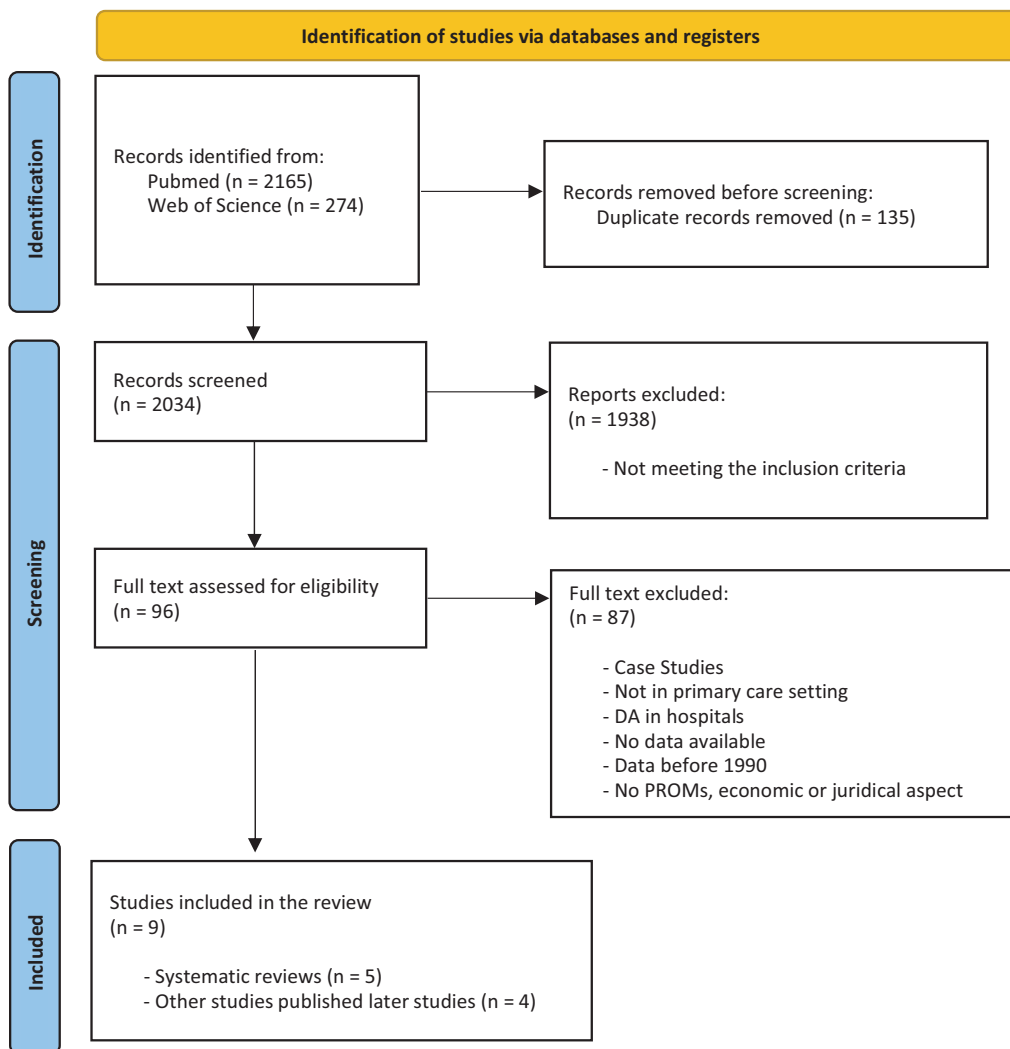 Identification of studies via databases and registers
Identification
Records identified from:
Pubmed (n = 2165)
Web of Science (n = 274)
Records removed before screening:
Duplicate records removed (n = 135)
Screening
Records screened
(n = 2034)
Reports excluded:
(n = 1938)
- Not meeting the inclusion criteria
Full text assessed for eligibility
(n = 96)
Full text excluded:
(n = 87)
- Case Studies
- Not in primary care setting
- DA in hospitals
- No data available
- Data before 1990
- No PROMs, economic or juridical aspect
Included
Studies included in the review
(n = 9)
- Systematic reviews (n = 5)
- Other studies published later studies (n = 4)